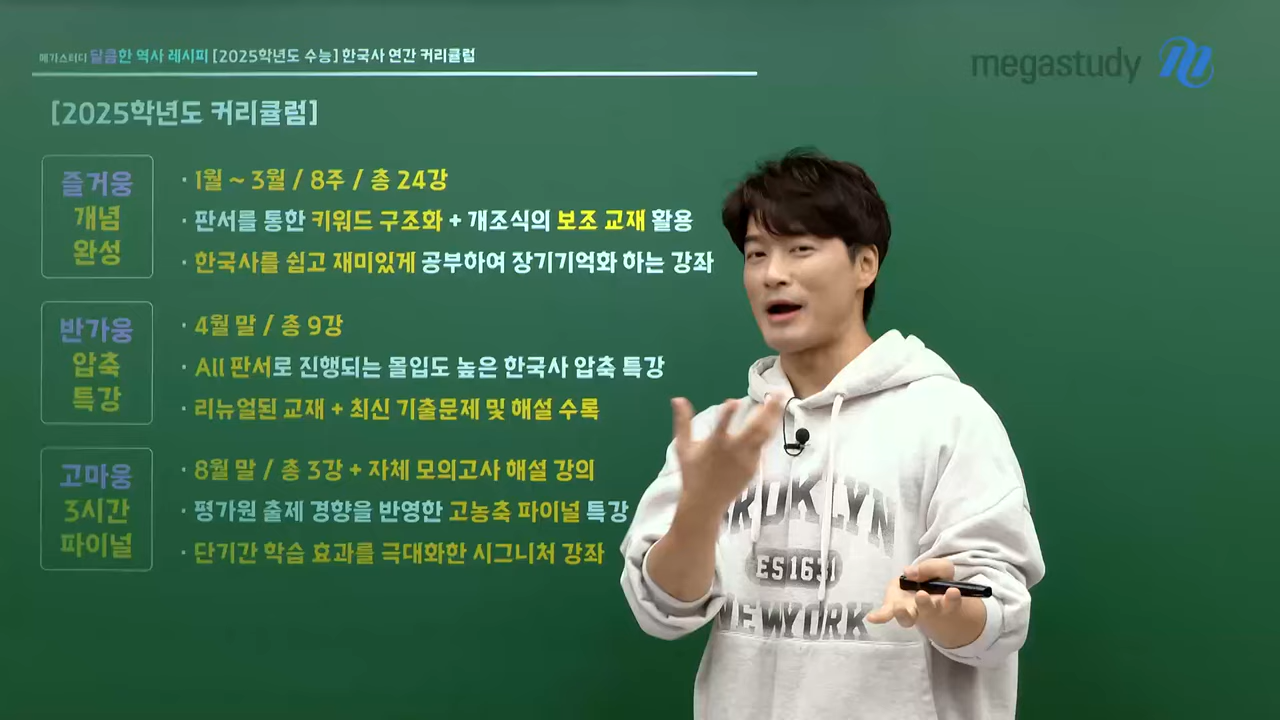 메가스터디 달콤한 역사 레시피 [2025학년도 수능] 한국사 연간 커리큘럼
megastudy
[2025학년도 커리큘럼]
즐거웅
개념
완성
· 1월 ~ 3월 / 8주 / 총 24강
· 판서를 통한 키워드 구조화 + 개조식의 보조 교재 활용
· 한국사를 쉽고 재미있게 공부하여 장기기억화 하는 강좌
반가웅
압축
특강
· 4월 말 / 총 9강
· All 판서로 진행되는 몰입도 높은 한국사 압축 특강
· 리뉴얼된 교재 + 최신 기출문제 및 해설 수록
고마웅
3시간
파이널
· 8월 말 / 총 3강 + 자체 모의고사 해설 강의
· 평가원 출제 경향을 반영한 고농축 파이널 특강
· 단기간 학습 효과를 극대화한 시그니처 강좌
BROOKLYN
ES1631
NEWYORK